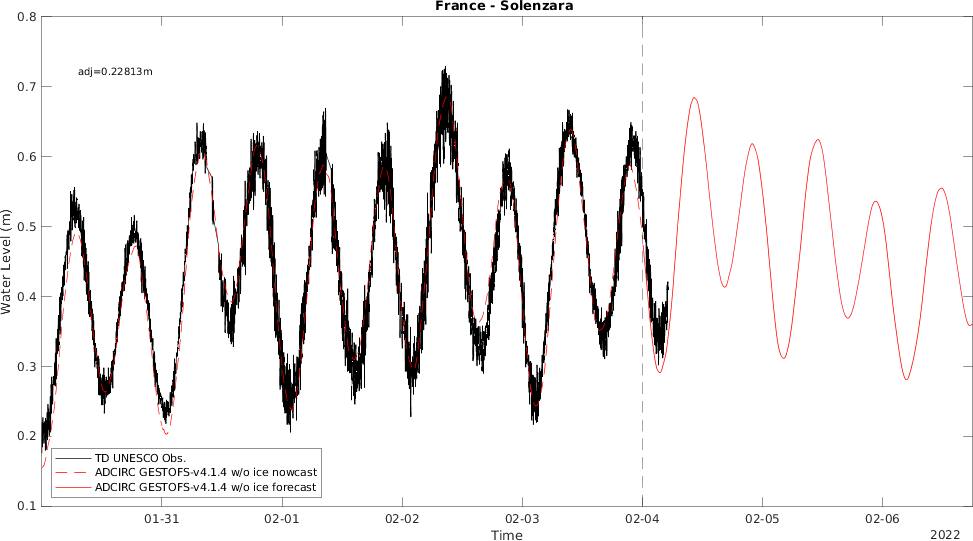 France - Solenzara
0.8
0.7
0.6
0.5
0.4
0.3
0.2
0.1
Water Level (m)
adj=0.22813m
TD UNESCO Obs.
ADCIRC GESTOFS-v4.1.4 w/o ice nowcast
ADCIRC GESTOFS-v4.1.4 w/o ice forecast
01-31 02-01 02-02 02-03 02-04 02-05 02-06
Time
2022